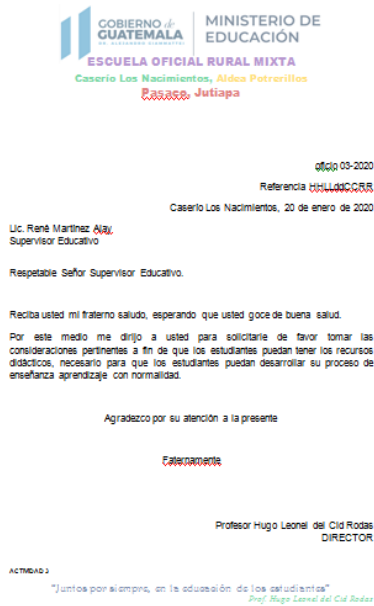 GOBIERNO de
GUATEMALA
DR. ALEJANDRO GIAMMATTEI
MINISTERIO DE
EDUCACIÓN
ESCUELA OFICIAL RURAL MIXTA
Caserío Los Nacimientos, Aldea Potrerillos
Pasaco, Jutiapa
oficio 03-2020
Referencia HHLLddCCRR
Caserío Los Nacimientos, 20 de enero de 2020
Lic. René Martínez Alay
Supervisor Educativo
Respetable Señor Supervisor Educativo.
Reciba usted mi fraterno saludo, esperando que usted goce de buena salud.
Por este medio me dirijo a usted para solicitarle de favor tomar las
consideraciones pertinentes a fin de que los estudiantes puedan tener los recursos
didácticos, necesario para que los estudiantes puedan desarrollar su proceso de
enseñanza aprendizaje con normalidad.
Agradezco por su atención a la presente
Faternamente
Profesor Hugo Leonel del Cid Rodas
DIRECTOR
ACTIVIDAD 3
"Juntos por siempre, en la educación de los estudiantes"
Prof. Hugo Leonel del Cid Rodas